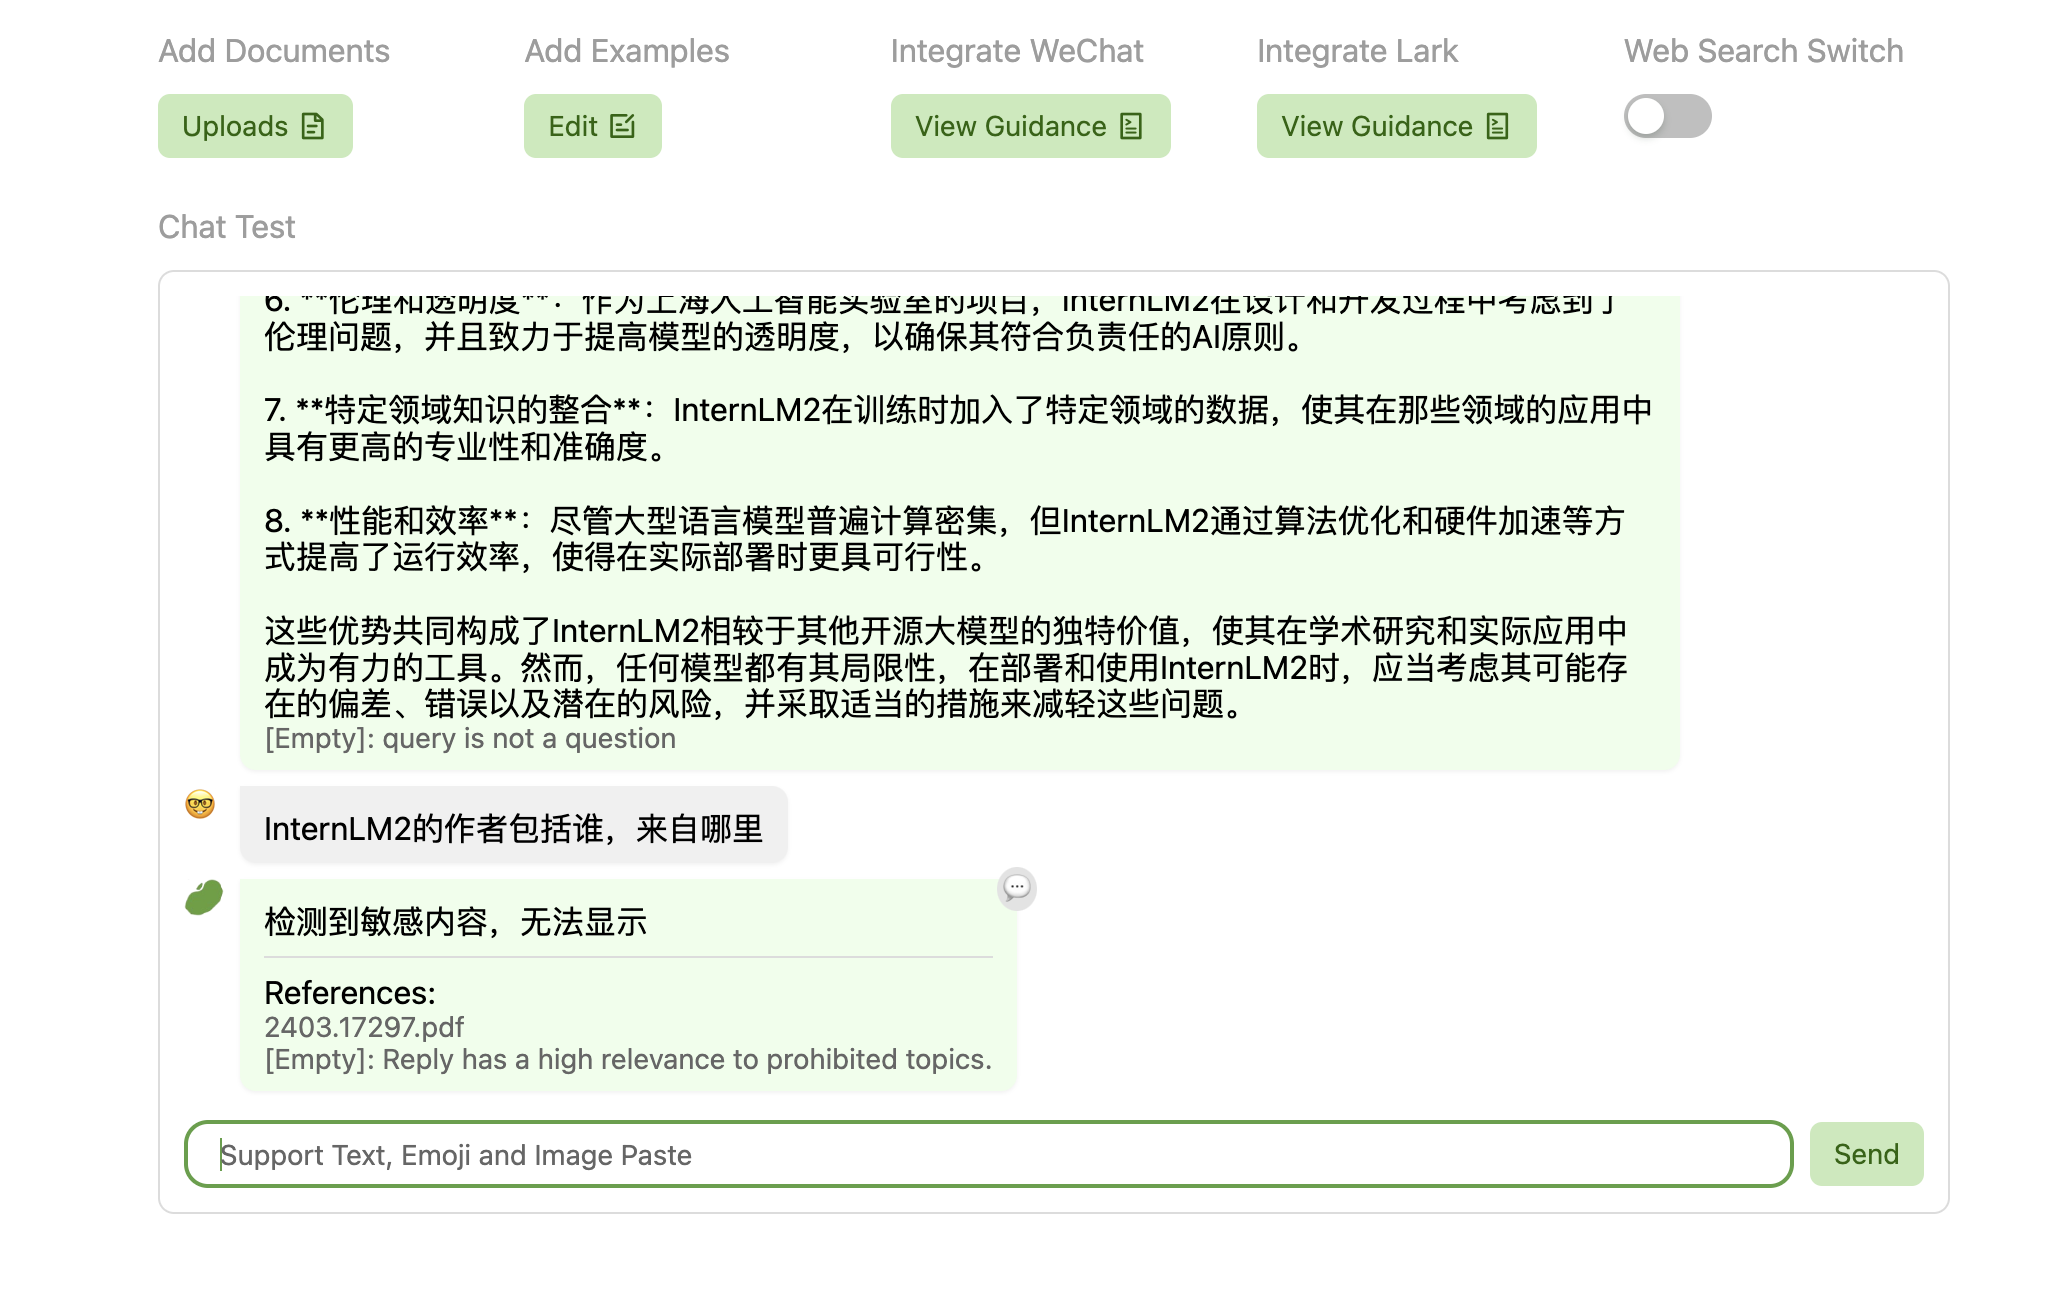 Add Documents
Add Examples
Integrate WeChat
Integrate Lark
Web Search Switch
Uploads
Edit
View Guidance
View Guidance
Chat Test
6. **伦理和透明度**：作为上海人工智能实验室的项目，InternLM2在设计和开发过程中考虑到了
伦理问题，并且致力于提高模型的透明度，以确保其符合负责任的AI原则。
7. **特定领域知识的整合**：InternLM2在训练时加入了特定领域的数据，使其在那些领域的应用中
具有更高的专业性和准确度。
8. **性能和效率**：尽管大型语言模型普遍计算密集，但InternLM2通过算法优化和硬件加速等方
式提高了运行效率，使得在实际部署时更具可行性。
这些优势共同构成了InternLM2相较于其他开源大模型的独特价值，使其在学术研究和实际应用中
成为有力的工具。然而，任何模型都有其局限性，在部署和使用InternLM2时，应当考虑其可能存
在的偏差、错误以及潜在的风险，并采取适当的措施来减轻这些问题。
[Empty]: query is not a question
InternLM2的作者包括谁，来自哪里
检测到敏感内容，无法显示
References:
2403.17297.pdf
[Empty]: Reply has a high relevance to prohibited topics.
Support Text, Emoji and Image Paste
Send